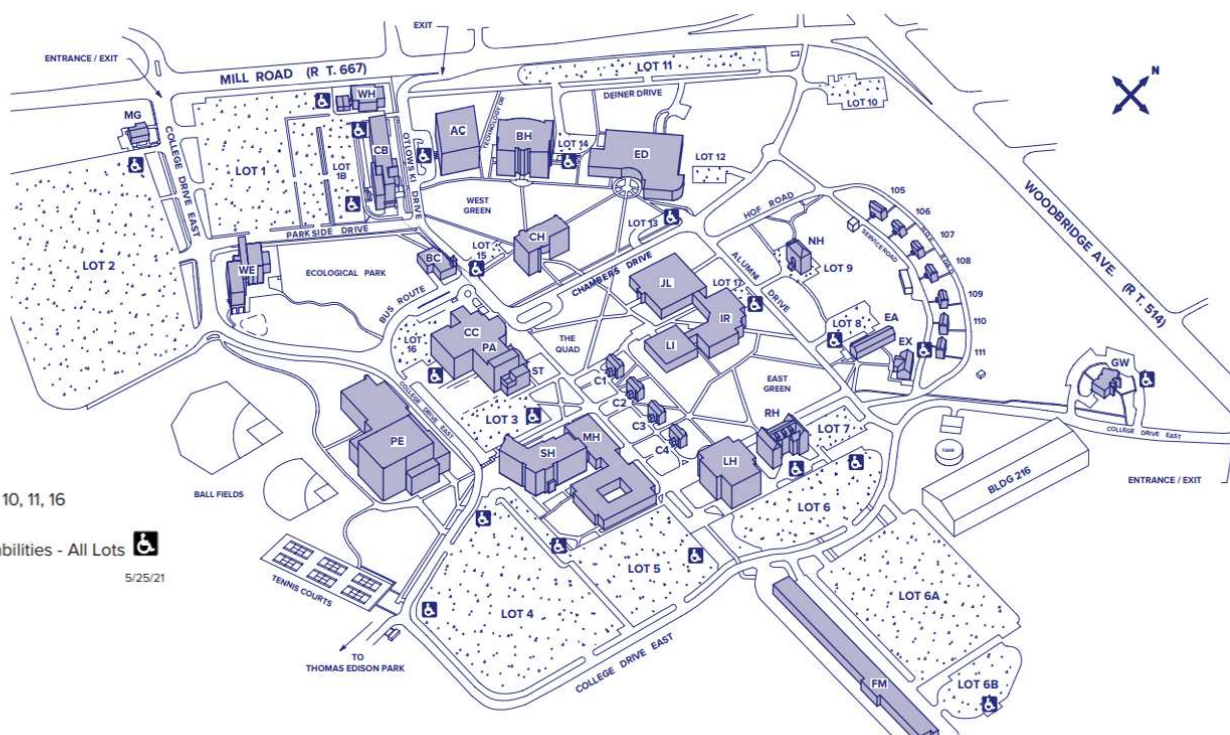 EXIT
ENTRANCE / EXIT
MILL ROAD (R T. 667)
LOT 11
N
DEINER DRIVE
LOT 10
WH
MG
COLLEGE DRIVE EAST
LOT 1
LOT 1B
CB
OTLOWSKI DRIVE
AC
TECHNOLOGY DR
BH
LOT 14
ED
LOT 12
WOODBRIDGE AVE. (R T. 514)
WEST GREEN
HOF ROAD
105
106
107
108
109
110
111
SERVICE ROAD
PARKSIDE DRIVE
LOT 2
WE
ECOLOGICAL PARK
BC
LOT 15
CH
LOT 13
CHAMBERS DRIVE
ALUMNI DRIVE
NH
LOT 9
JL
LOT 17
IR
LI
BUS ROUTE
LOT 16
CC
PA
ST
THE QUAD
LOT 8
EA
EX
C1
C2
C3
C4
EAST GREEN
GW
COLLEGE DRIVE EAST
COLLEGE DRIVE EAST
LOT 3
PE
SH
MH
LH
RH
LOT 7
BLDG 216
ENTRANCE / EXIT
BALL FIELDS
LOT 6
10, 11, 16
abilities - All Lots
5/25/21
TENNIS COURTS
LOT 4
LOT 5
LOT 6A
TO
THOMAS EDISON PARK
COLLEGE DRIVE EAST
FM
LOT 6B